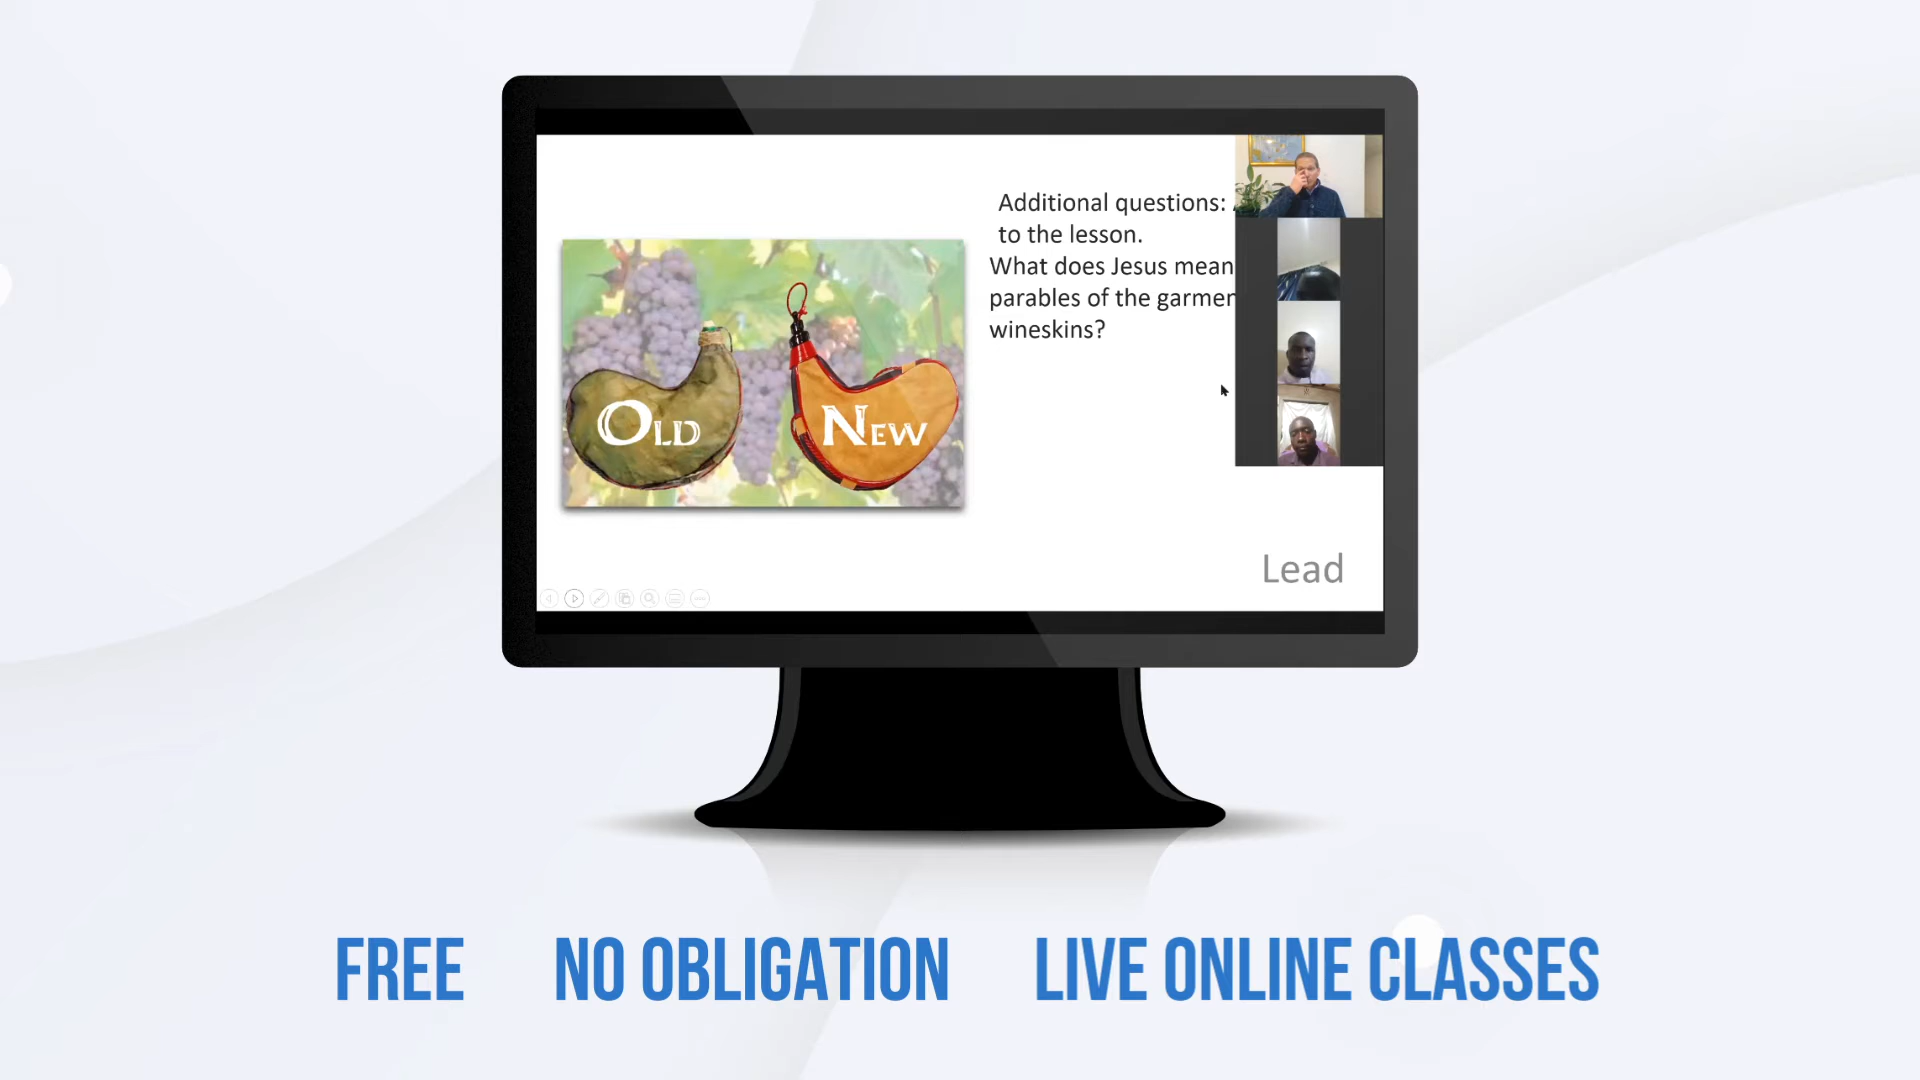 OLD
NEW
Additional questions:
to the lesson.
What does Jesus mean
parables of the garmen
wineskins?
Lead
FREE NO OBLIGATION LIVE ONLINE CLASSES